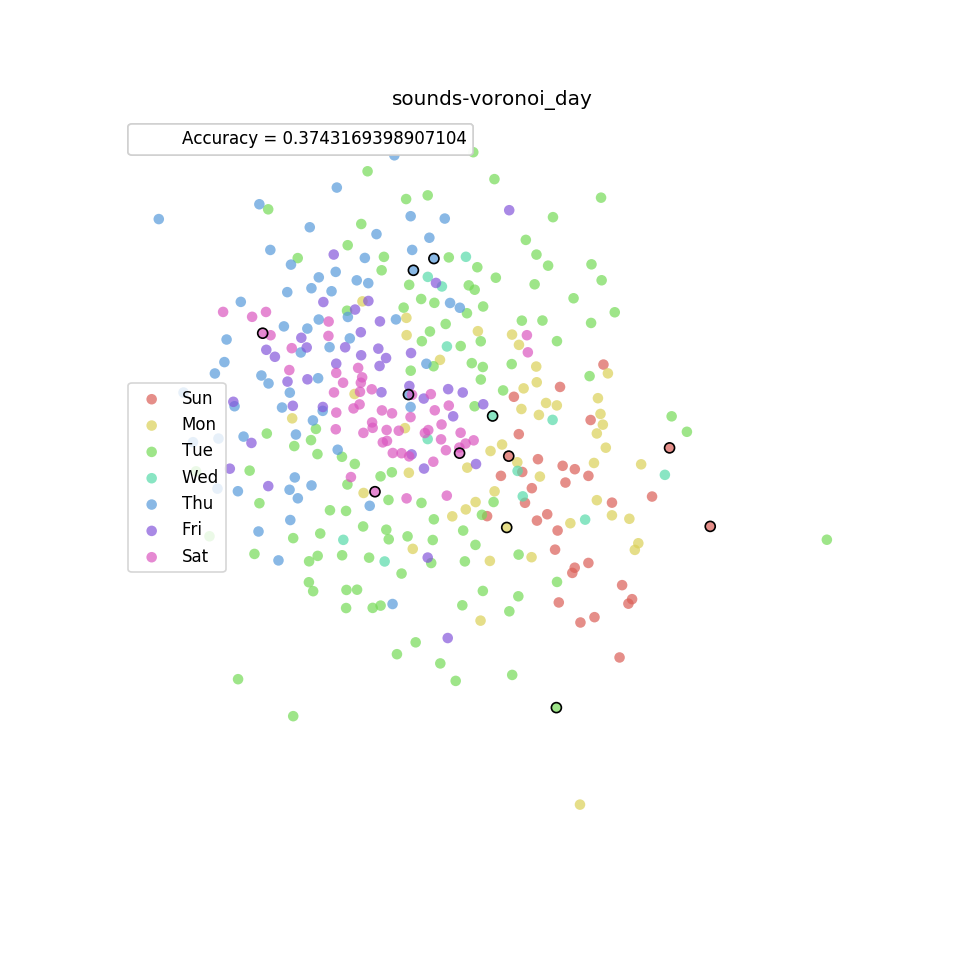 sounds-voronoi_day
Accuracy = 0.3743169398907104
Sun
Mon
Tue
Wed
Thu
Fri
Sat